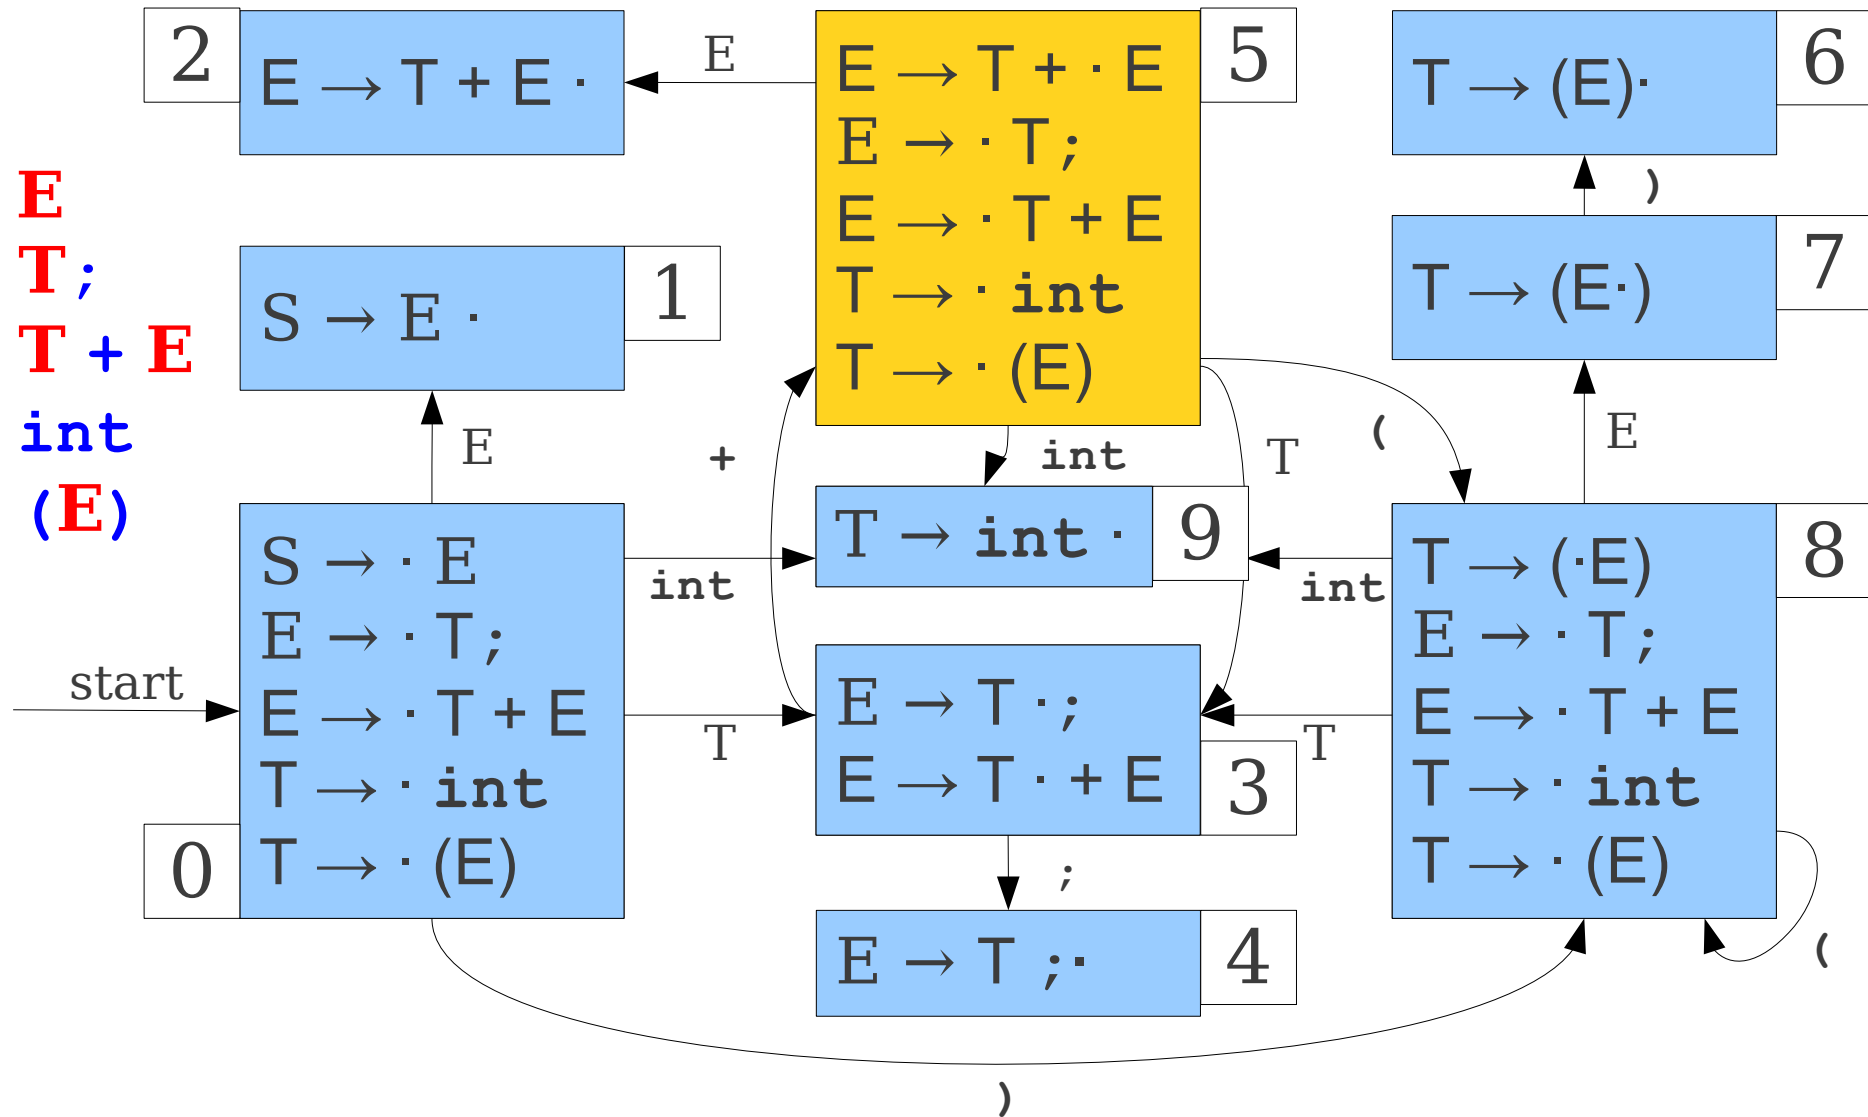 E
T ;
T + E
int
(E)
2
E → T + E ·
E
5
E → T + · E
E → · T ;
E → · T + E
T → · int
T → · (E)
6
T → (E)·
)
7
T → (E·)
1
S → E ·
E
+
int
T
(
E
T → int ·
9
int
int
start
0
S → · E
E → · T ;
E → · T + E
T → · int
T → · (E)
T
E → T · ;
E → T · + E
3
T
8
T → (·E)
E → · T ;
E → · T + E
T → · int
T → · (E)
;
(
E → T ;·
4
)